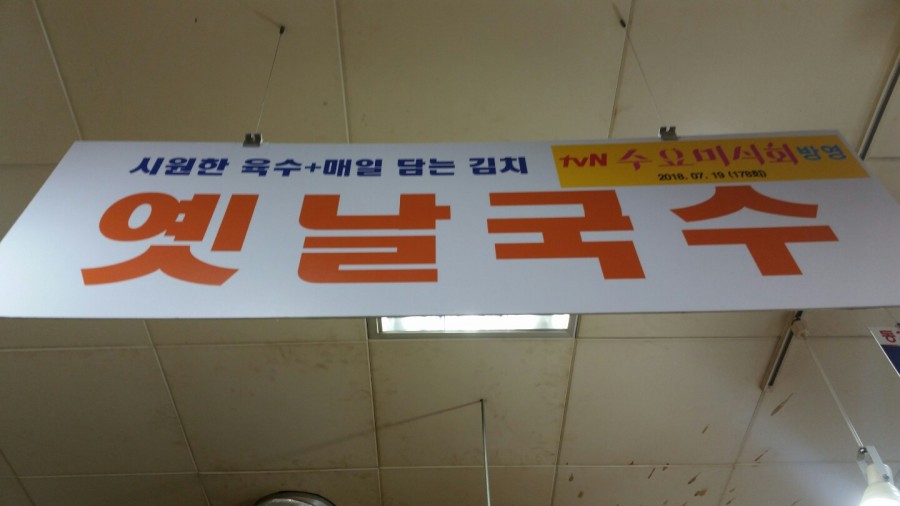 시원한 육수+매일 담는 김치
tvN 수요미식회 방영
2018. 07. 19 (178회)
옛날국수